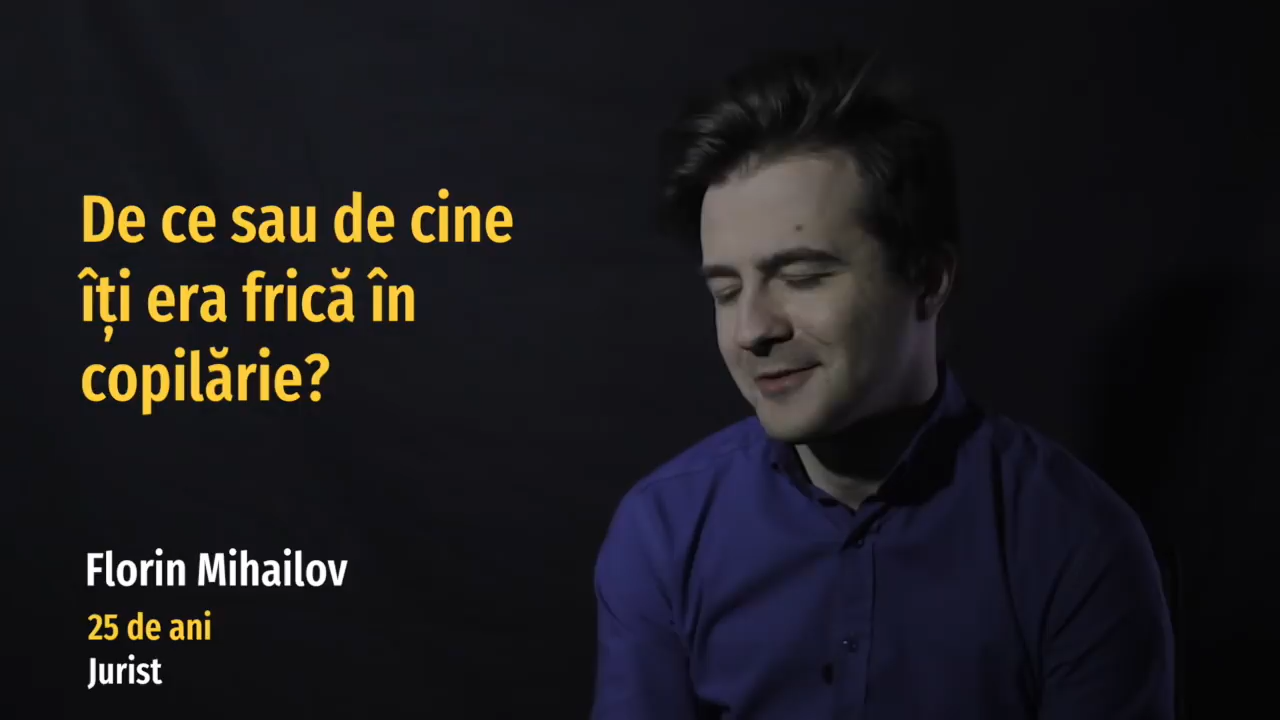 De ce sau de cine
îți era frică în
copilărie?
Florin Mihailov
25 de ani
Jurist